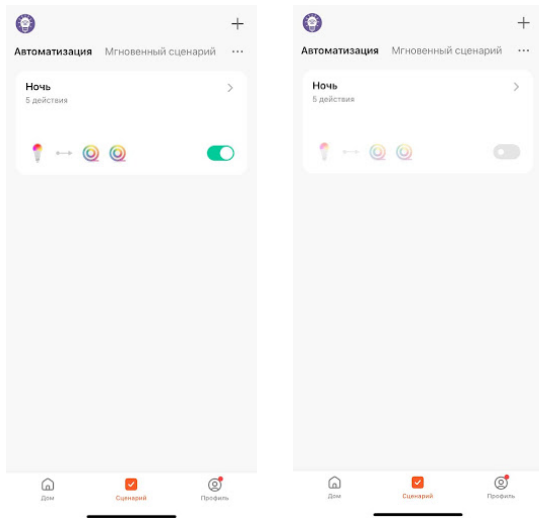 Автоматизация Мгновенный сценарий ...
Ночь
5 действия
Дом Сценарий Профиль
Автоматизация Мгновенный сценарий ...
Ночь
5 действия
Дом Сценарий Профиль